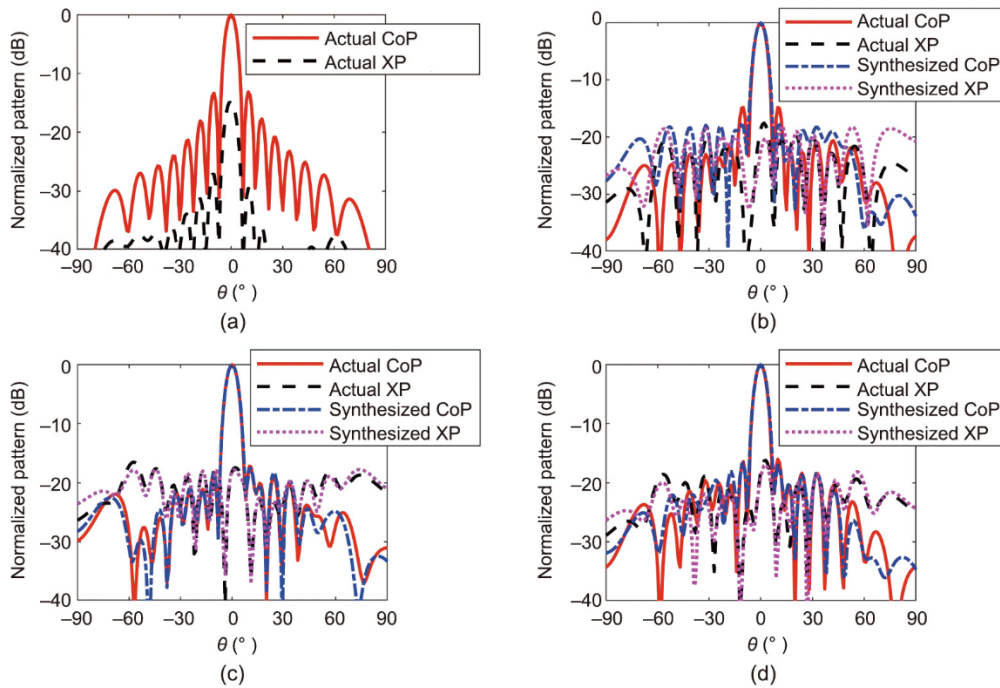 0
−10
−20
−30
−40
Normalized pattern (dB)
Actual CoP
Actual XP
−90 −60 −30 0 30 60 90
θ (°)
(a)
0
−10
−20
−30
−40
Normalized pattern (dB)
Actual CoP
Actual XP
Synthesized CoP
Synthesized XP
−90 −60 −30 0 30 60 90
θ (°)
(b)
0
−10
−20
−30
−40
Normalized pattern (dB)
Actual CoP
Actual XP
Synthesized CoP
Synthesized XP
−90 −60 −30 0 30 60 90
θ (°)
(c)
0
−10
−20
−30
−40
Normalized pattern (dB)
Actual CoP
Actual XP
Synthesized CoP
Synthesized XP
−90 −60 −30 0 30 60 90
θ (°)
(d)